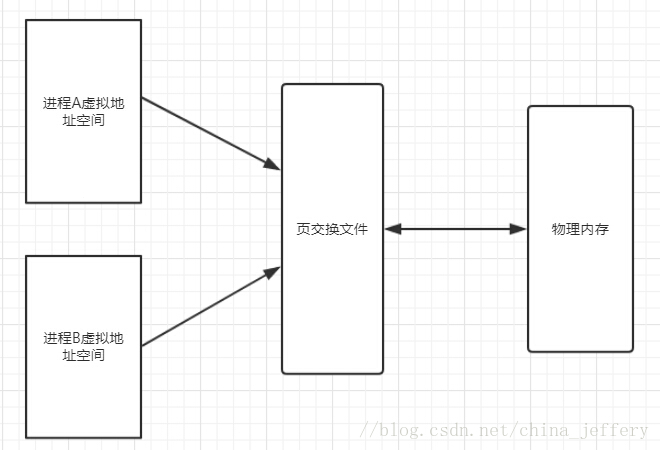 进程A虚拟地
址空间
页交换文件
物理内存
进程B虚拟地
址空间
//blog.csdn.net/china_jeffery